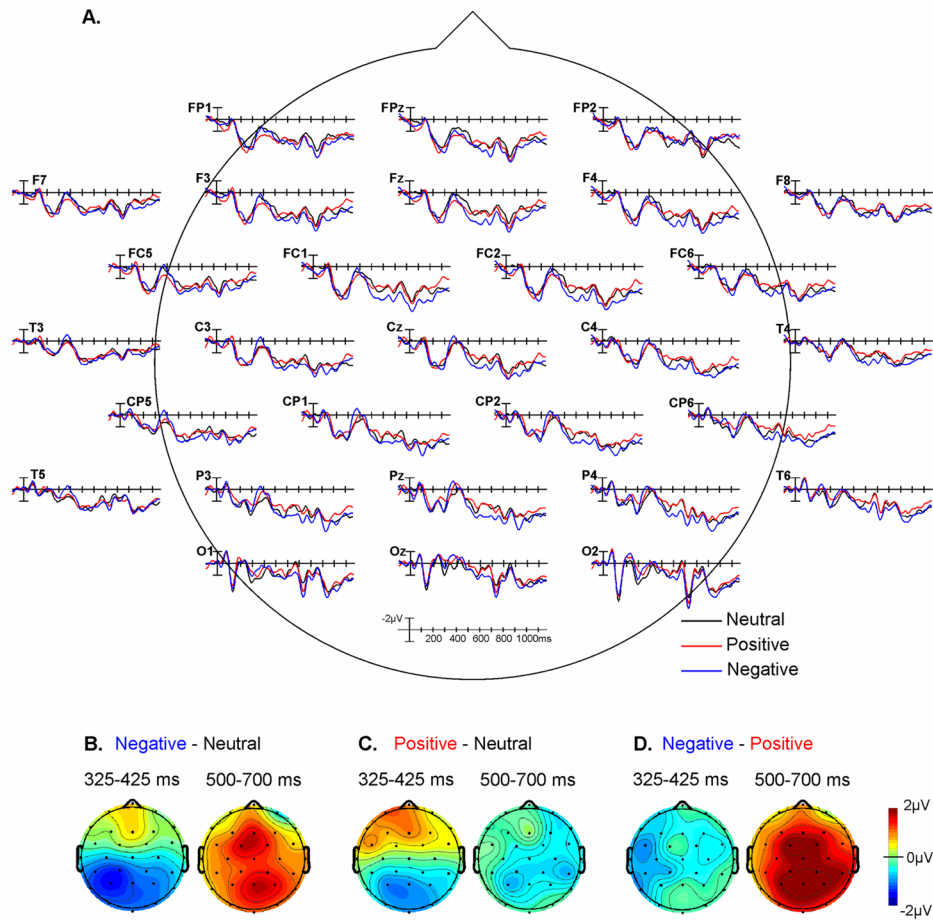 A.
FP1 FPz FP2
F7 F3 Fz F4 F8
FC5 FC1 FC2 FC6
T3 C3 Cz C4 T4
CP5 CP1 CP2 CP6
T5 P3 Pz P4 T6
O1 Oz O2
-2µV
200 400 600 800 1000ms
Neutral
Positive
Negative
B. Negative - Neutral C. Positive - Neutral D. Negative - Positive
325-425 ms 500-700 ms 325-425 ms 500-700 ms 325-425 ms 500-700 ms
2µV
0µV
-2µV